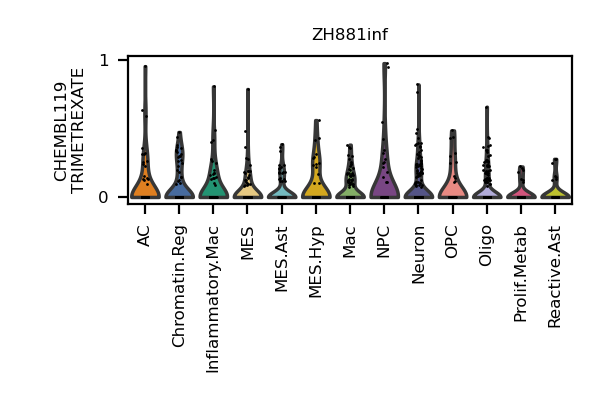 ZH881inf
CHEMBL119
TRIMETREXATE
1
0
AC
Chromatin.Reg
Inflammatory.Mac
MES
MES.Ast
MES.Hyp
Mac
NPC
Neuron
OPC
Oligo
Prolif.Metab
Reactive.Ast